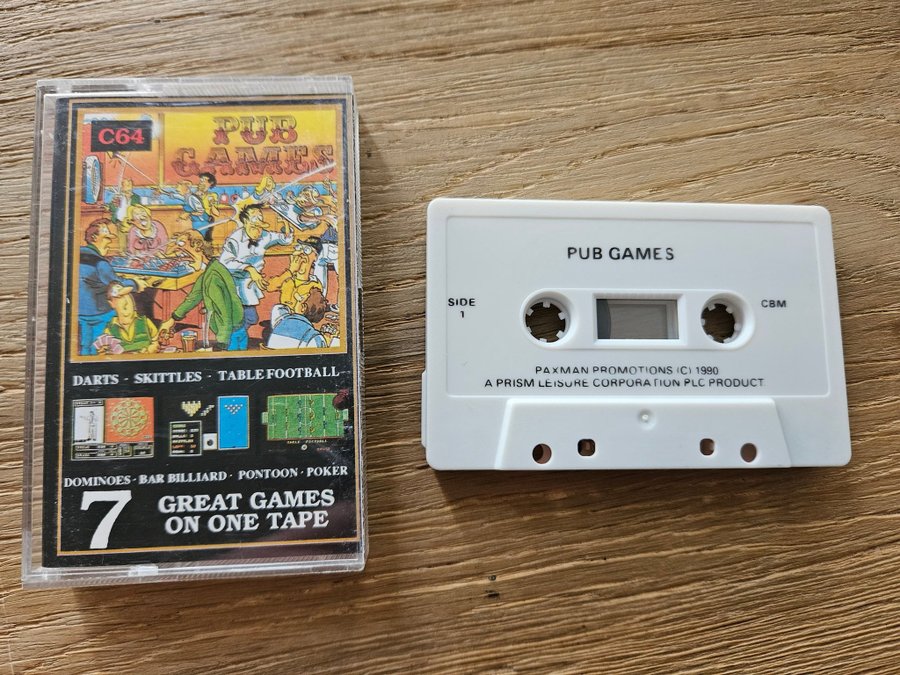 C64
PUB
GAMES
DARTS - SKITTLES - TABLE FOOTBALL
DOMINOES · BAR BILLIARD · PONTOON · POKER
7
GREAT GAMES
ON ONE TAPE
PUB GAMES
SIDE
1
CBM
PAXMAN PROMOTIONS (C) 1990
A PRISM LEISURE CORPORATION PLC PRODUCT